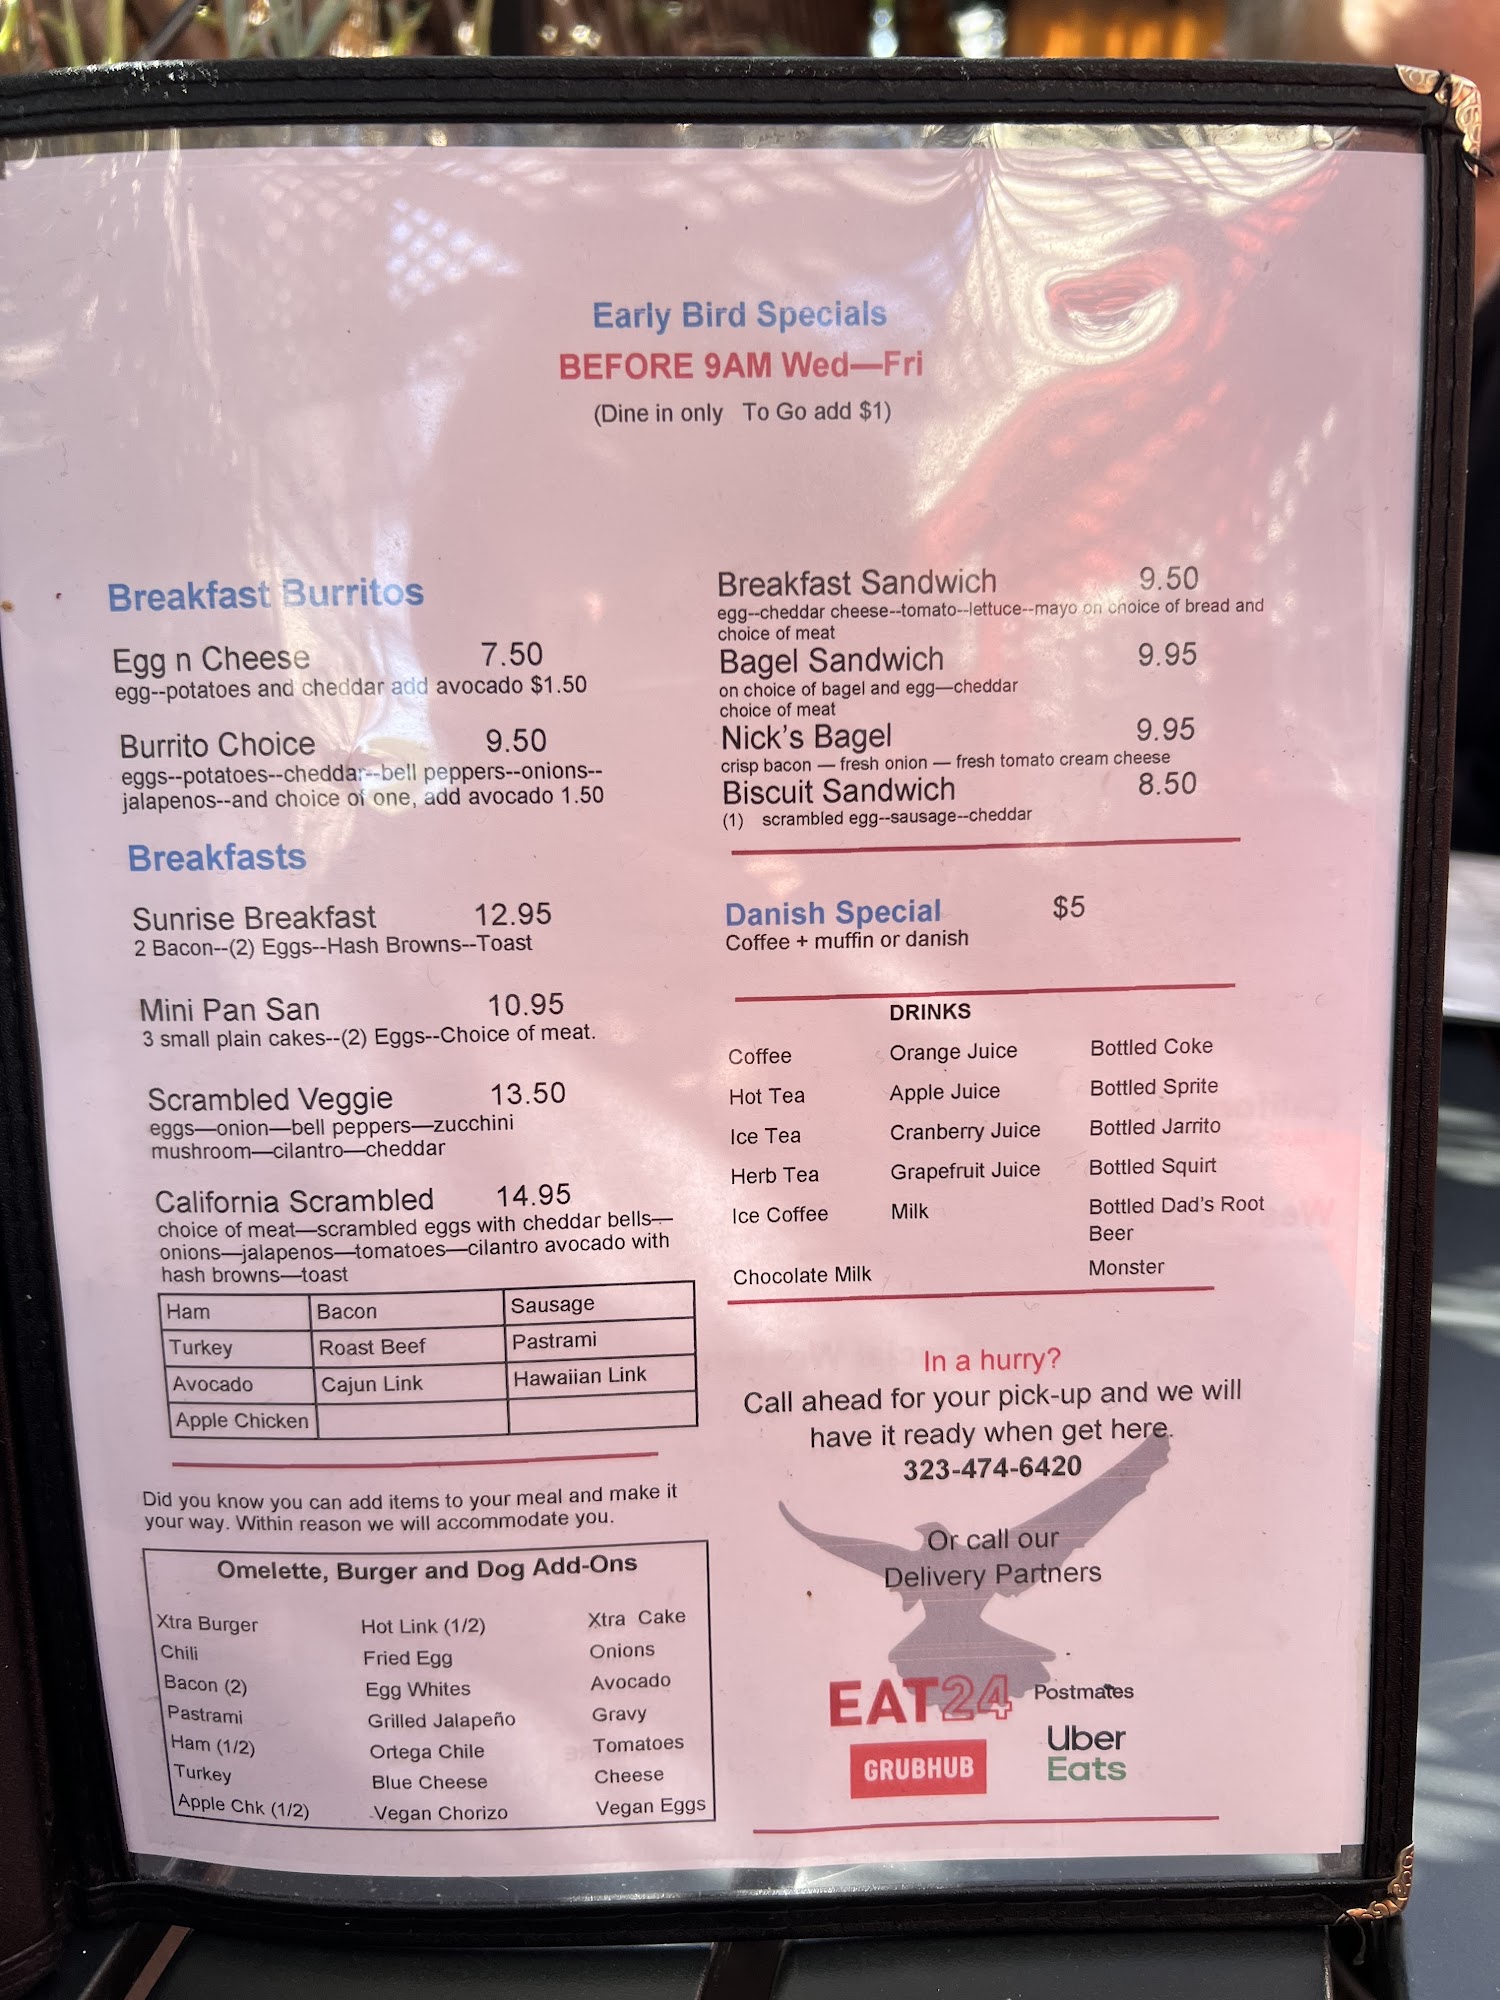 Early Bird Specials
BEFORE 9AM Wed—Fri
(Dine in only To Go add $1)
Breakfast Burritos
Egg n Cheese 7.50
egg--potatoes and cheddar add avocado $1.50
Burrito Choice 9.50
eggs--potatoes--cheddar--bell peppers--onions--
jalapenos--and choice of one, add avocado 1.50
Breakfasts
Sunrise Breakfast 12.95
2 Bacon--(2) Eggs--Hash Browns--Toast
Mini Pan San 10.95
3 small plain cakes--(2) Eggs--Choice of meat.
Scrambled Veggie 13.50
eggs—onion—bell peppers—zucchini
mushroom—cilantro—cheddar
California Scrambled 14.95
choice of meat—scrambled eggs with cheddar bells—
onions—jalapenos—tomatoes—cilantro avocado with
hash browns—toast
Ham Bacon Sausage
Turkey Roast Beef Pastrami
Avocado Cajun Link Hawaiian Link
Apple Chicken
Did you know you can add items to your meal and make it
your way. Within reason we will accommodate you.
Omelette, Burger and Dog Add-Ons
Xtra Burger Hot Link (1/2) Xtra Cake
Chili Fried Egg Onions
Bacon (2) Egg Whites Avocado
Pastrami Grilled Jalapeño Gravy
Ham (1/2) Ortega Chile Tomatoes
Turkey Blue Cheese Cheese
Apple Chk (1/2) Vegan Chorizo Vegan Eggs
Breakfast Sandwich 9.50
egg--cheddar cheese--tomato--lettuce--mayo on choice of bread and
choice of meat
Bagel Sandwich 9.95
on choice of bagel and egg—cheddar
choice of meat
Nick's Bagel 9.95
crisp bacon — fresh onion — fresh tomato cream cheese
Biscuit Sandwich 8.50
(1) scrambled egg--sausage--cheddar
Danish Special $5
Coffee + muffin or danish
DRINKS
Coffee Orange Juice Bottled Coke
Hot Tea Apple Juice Bottled Sprite
Ice Tea Cranberry Juice Bottled Jarrito
Herb Tea Grapefruit Juice Bottled Squirt
Ice Coffee Milk Bottled Dad's Root
Beer
Chocolate Milk Monster
In a hurry?
Call ahead for your pick-up and we will
have it ready when get here.
323-474-6420
Or call our
Delivery Partners
EAT24 Postmates
GRUBHUB Uber
Eats